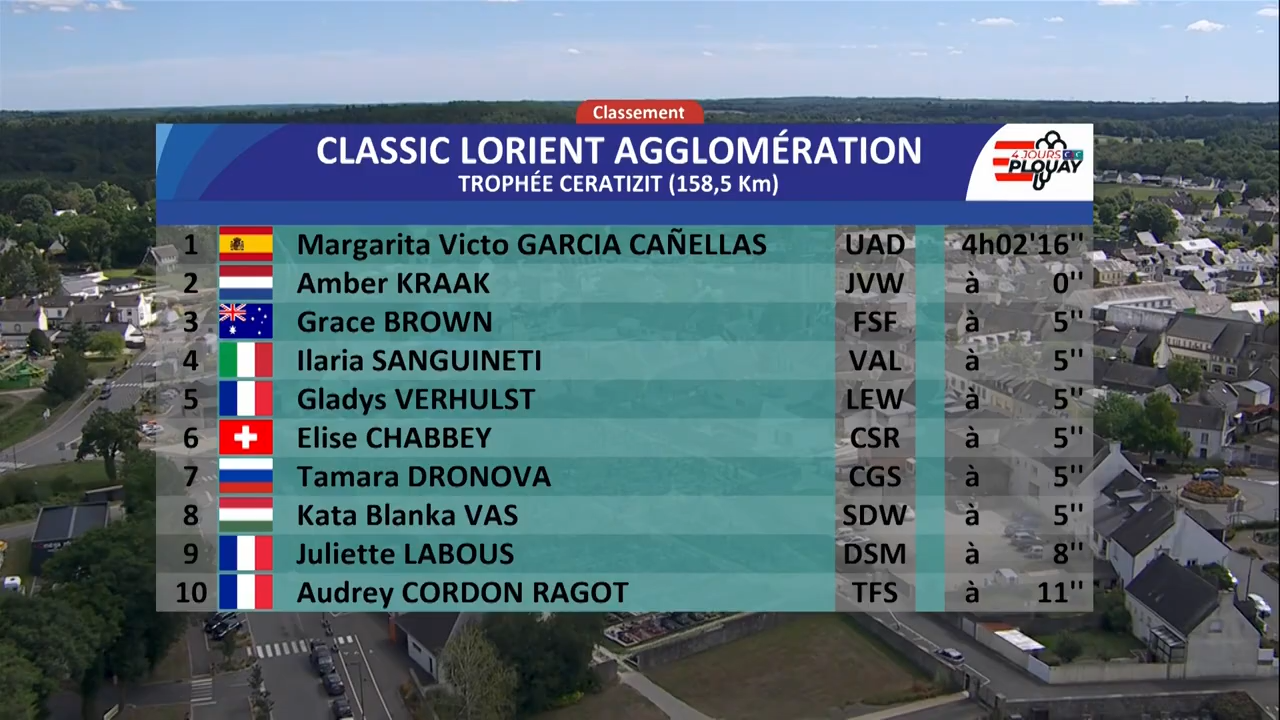 Classement
CLASSIC LORIENT AGGLOMÉRATION
TROPHÉE CERATIZIT (158,5 Km)
4 JOURS CIC
PLOUAY
1 Margarita Victo GARCIA CAÑELLAS UAD 4h02'16''
2 Amber KRAAK JVW à 0''
3 Grace BROWN FSF à 5''
4 Ilaria SANGUINETI VAL à 5''
5 Gladys VERHULST LEW à 5''
6 Elise CHABBEY CSR à 5''
7 Tamara DRONOVA CGS à 5''
8 Kata Blanka VAS SDW à 5''
9 Juliette LABOUS DSM à 8''
10 Audrey CORDON RAGOT TFS à 11''